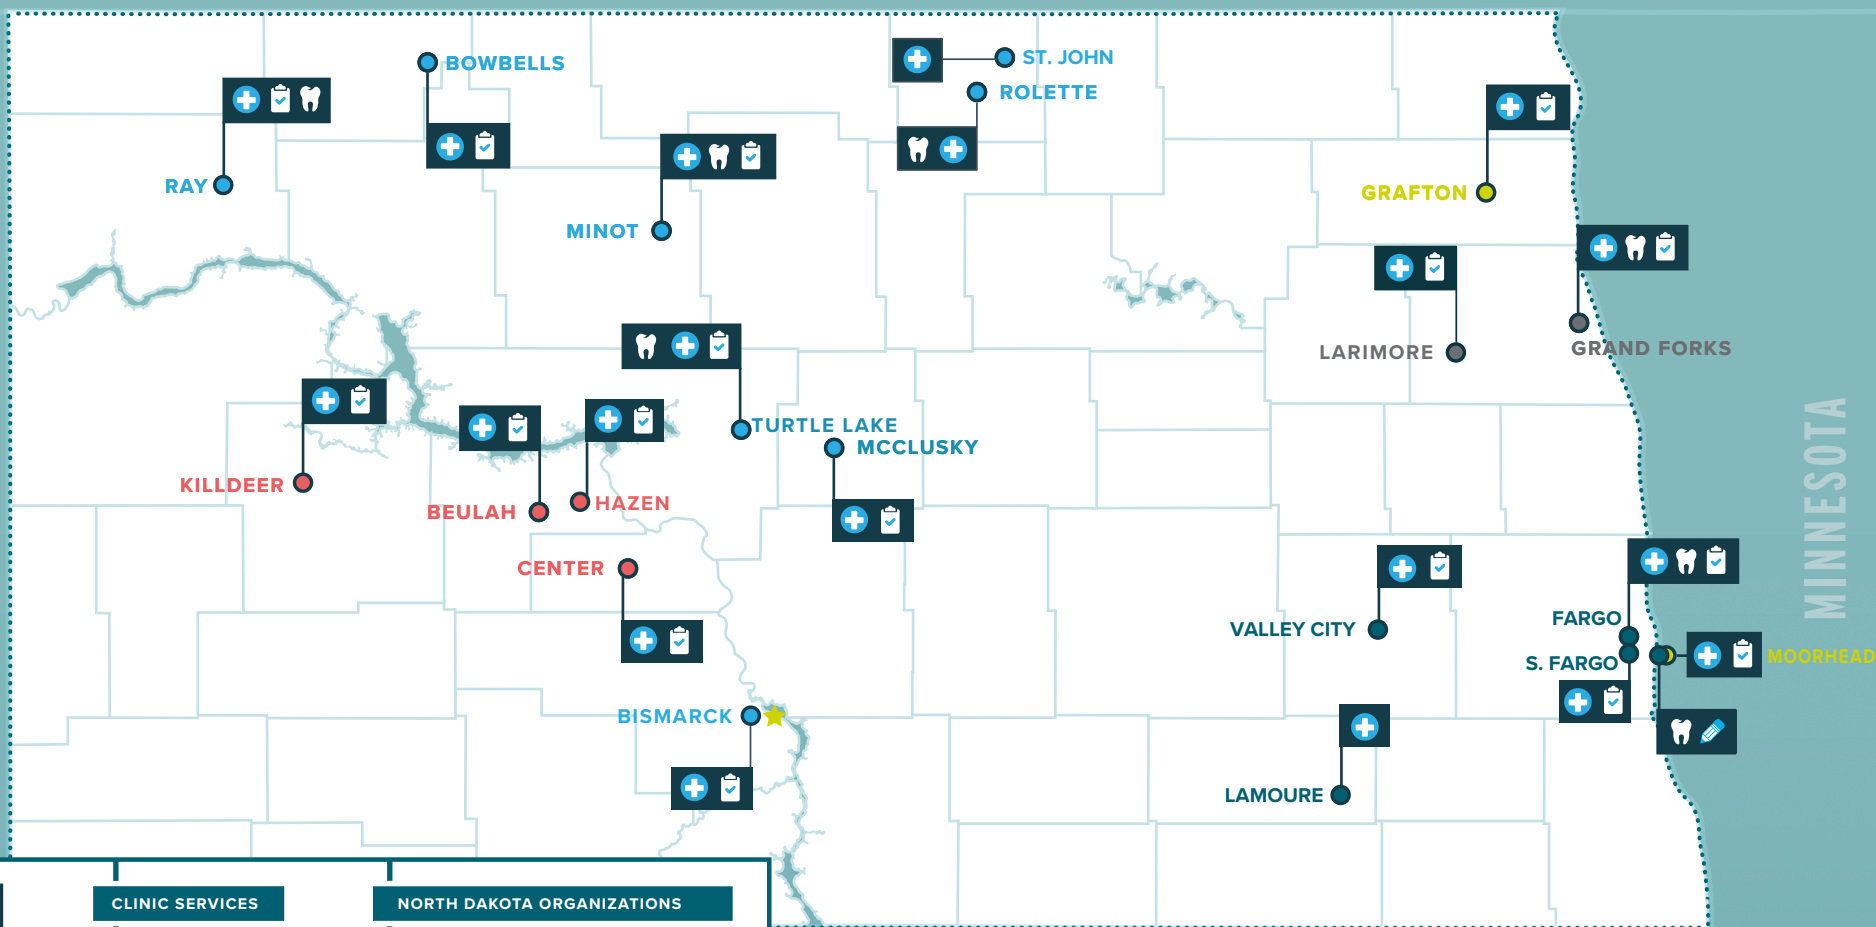 BOWBELLS
ST. JOHN
ROLETTE
RAY
GRAFTON
MINOT
LARIMORE
GRAND FORKS
TURTLE LAKE
MCCLUSKY
KILLDEER
BEULAH
HAZEN
CENTER
MINNESOTA
VALLEY CITY
FARGO
S. FARGO
MOORHEAD
BISMARCK
LAMOURE
CLINIC SERVICES
NORTH DAKOTA ORGANIZATIONS